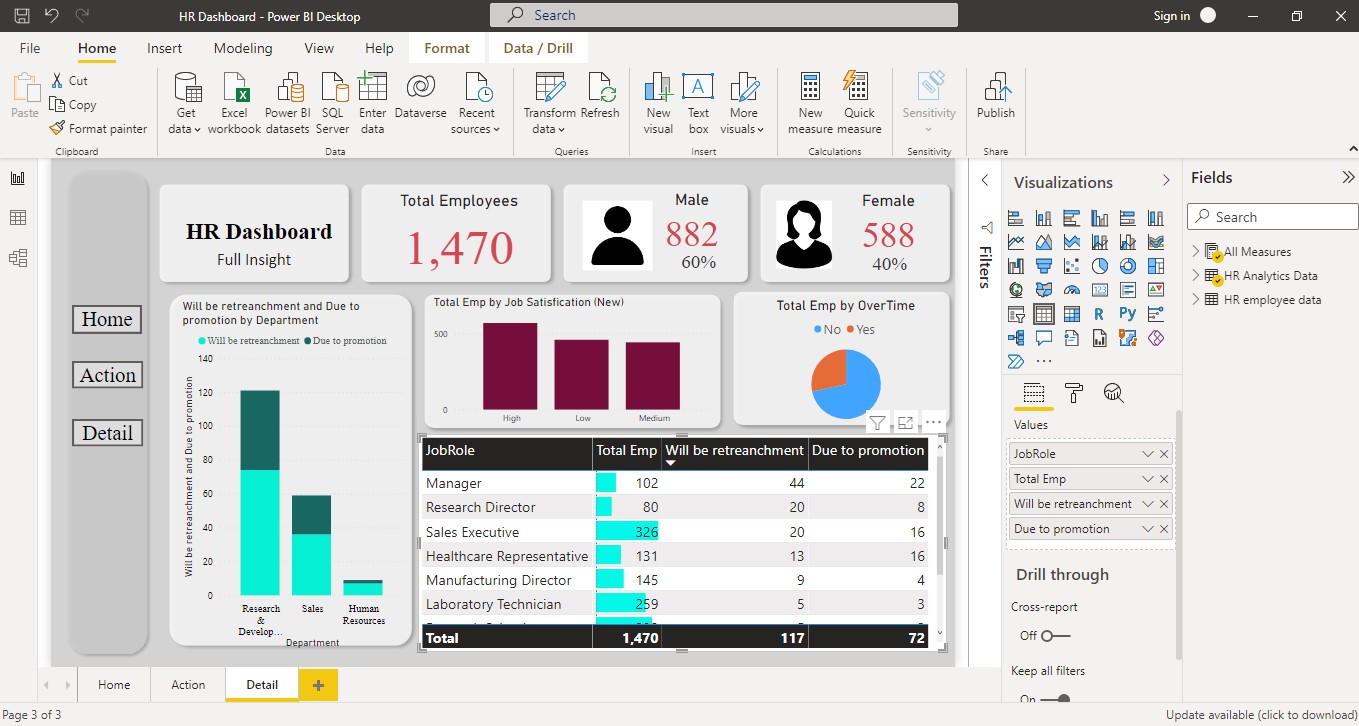 HR Dashboard - Power BI Desktop
Search
Sign in
File Home Insert Modeling View Help Format Data / Drill
Paste
Cut
Copy
Format painter
Clipboard
Get data
Excel workbook
Power BI datasets
SQL Server
Enter data
Dataverse
Recent sources
Data
Transform data
Refresh
Queries
New visual
Text box
More visuals
Insert
New measure
Quick measure
Calculations
Sensitivity
Sensitivity
Publish
Share
Home
Action
Detail
HR Dashboard
Full Insight
Total Employees
1,470
Male
882
60%
Female
588
40%
Will be retreanchment and Due to
promotion by Department
Will be retreanchment Due to promotion
Will be retreanchment and Due to promotion
140
120
100
80
60
40
20
0
Research
&
Develop...
Sales
Human
Resources
Department
Total Emp by Job Satisfication (New)
500
0
High Low Medium
Total Emp by OverTime
No Yes
JobRole Total Emp Will be retreanchment Due to promotion
Manager 102 44 22
Research Director 80 20 8
Sales Executive 326 20 16
Healthcare Representative 131 13 16
Manufacturing Director 145 9 4
Laboratory Technician 259 5 3
Total 1,470 117 72
Filters
Visualizations
123
R
Py
Values
JobRole
Total Emp
Will be retreanchment
Due to promotion
Drill through
Cross-report
Off
Keep all filters
On
Fields
Search
All Measures
HR Analytics Data
HR employee data
Home Action Detail
Page 3 of 3
Update available (click to download)